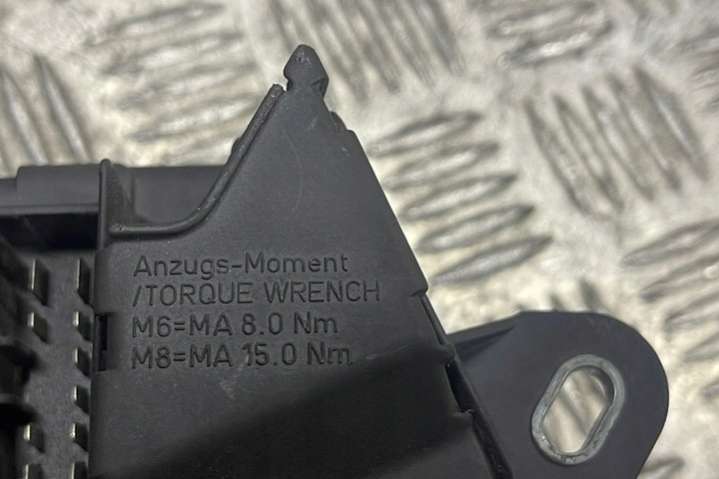 Anzugs-Moment
/TORQUE WRENCH
M6=MA 8.0 Nm
M8=MA 15.0 Nm